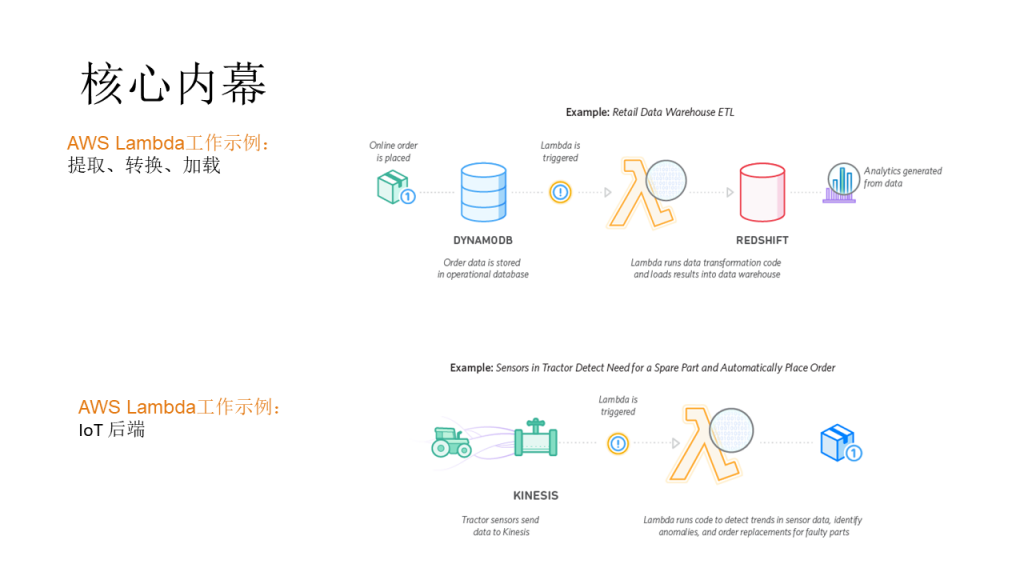 核心内幕
AWS Lambda工作示例：
提取、转换、加载
Example: Retail Data Warehouse ETL
Online order
is placed
1
DYNAMODB
Order data is stored
in operational database
Lambda is
triggered
!
REDSHIFT
Lambda runs data transformation code
and loads results into data warehouse
Analytics generated
from data
AWS Lambda工作示例：
IoT 后端
Example: Sensors in Tractor Detect Need for a Spare Part and Automatically Place Order
KINESIS
Tractor sensors send
data to Kinesis
Lambda is
triggered
!
Lambda runs code to detect trends in sensor data, identify
anomalies, and order replacements for faulty parts
1